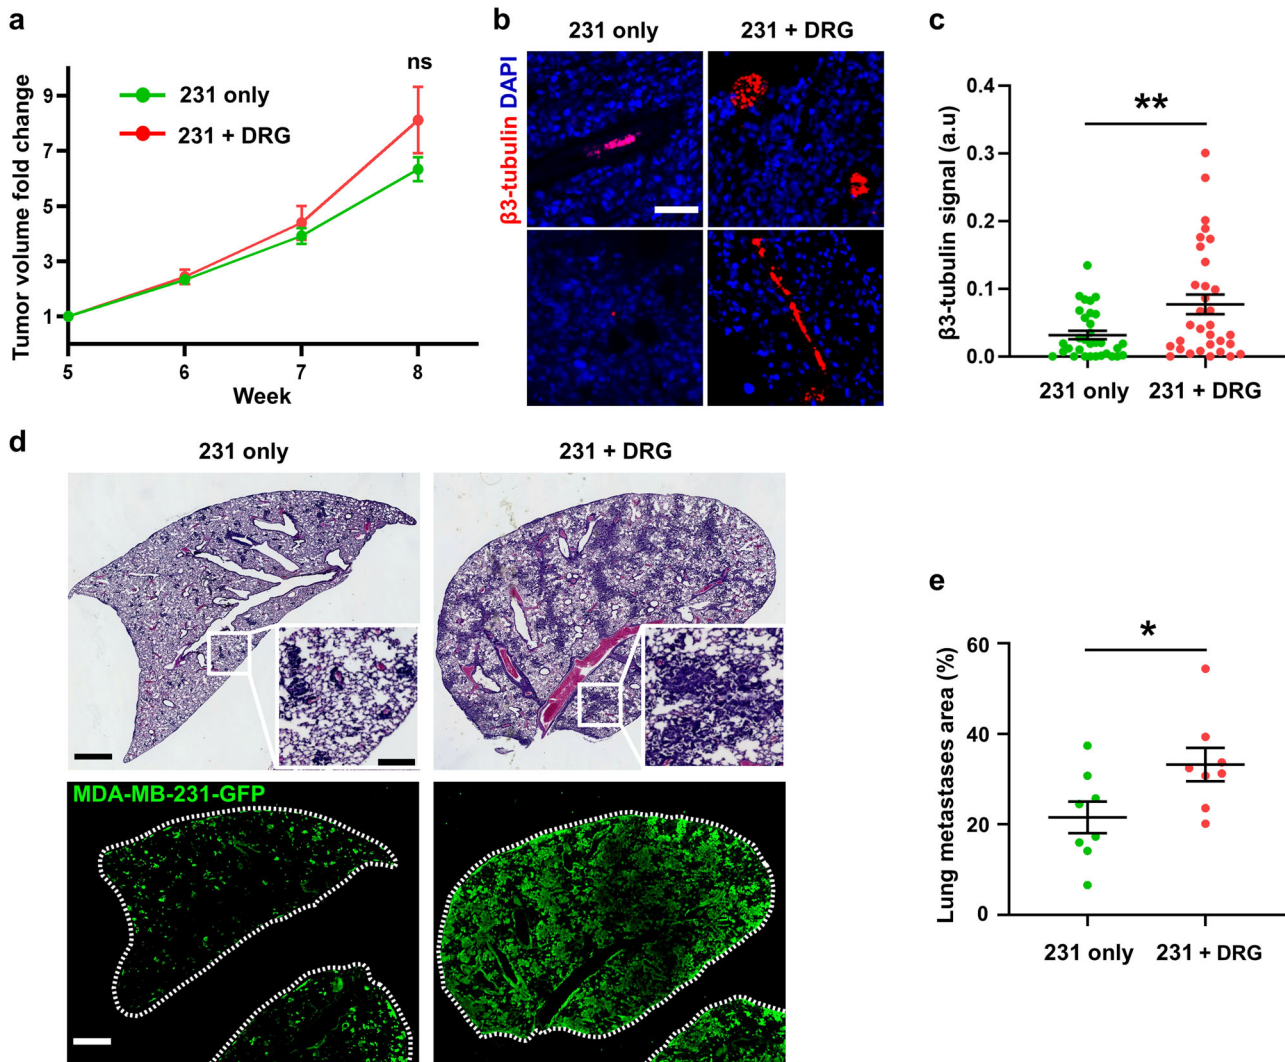 a
Tumor volume fold change
9
7
5
3
1
231 only
231 + DRG
ns
5
6
7
8
Week
b
231 only
231 + DRG
β3-tubulin DAPI
c
β3-tubulin signal (a.u)
0.4
0.3
0.2
0.1
0.0
**
231 only
231 + DRG
d
231 only
231 + DRG
MDA-MB-231-GFP
e
Lung metastases area (%)
60
40
20
0
*
231 only
231 + DRG